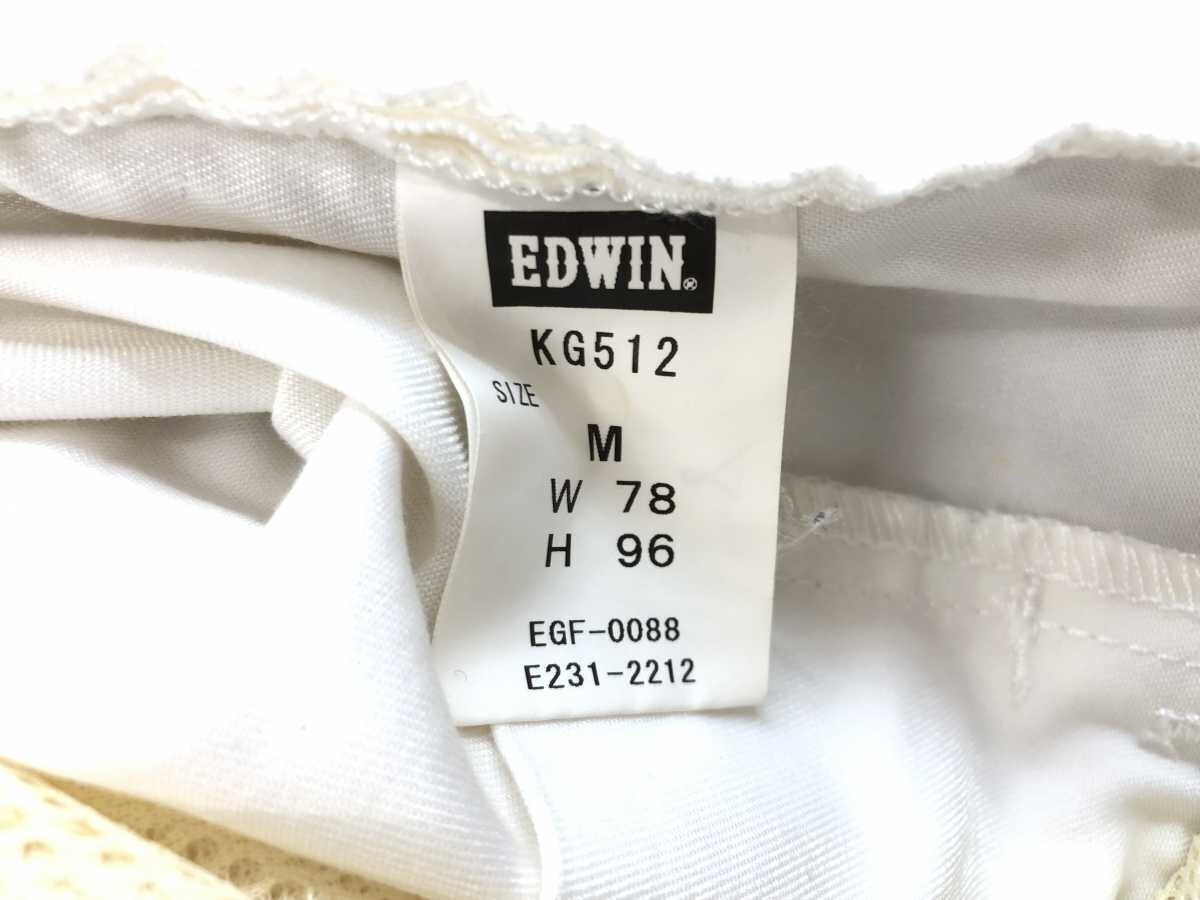 EDWIN®
KG512
SIZE
M
W 78
H 96
EGF-0088
E231-2212